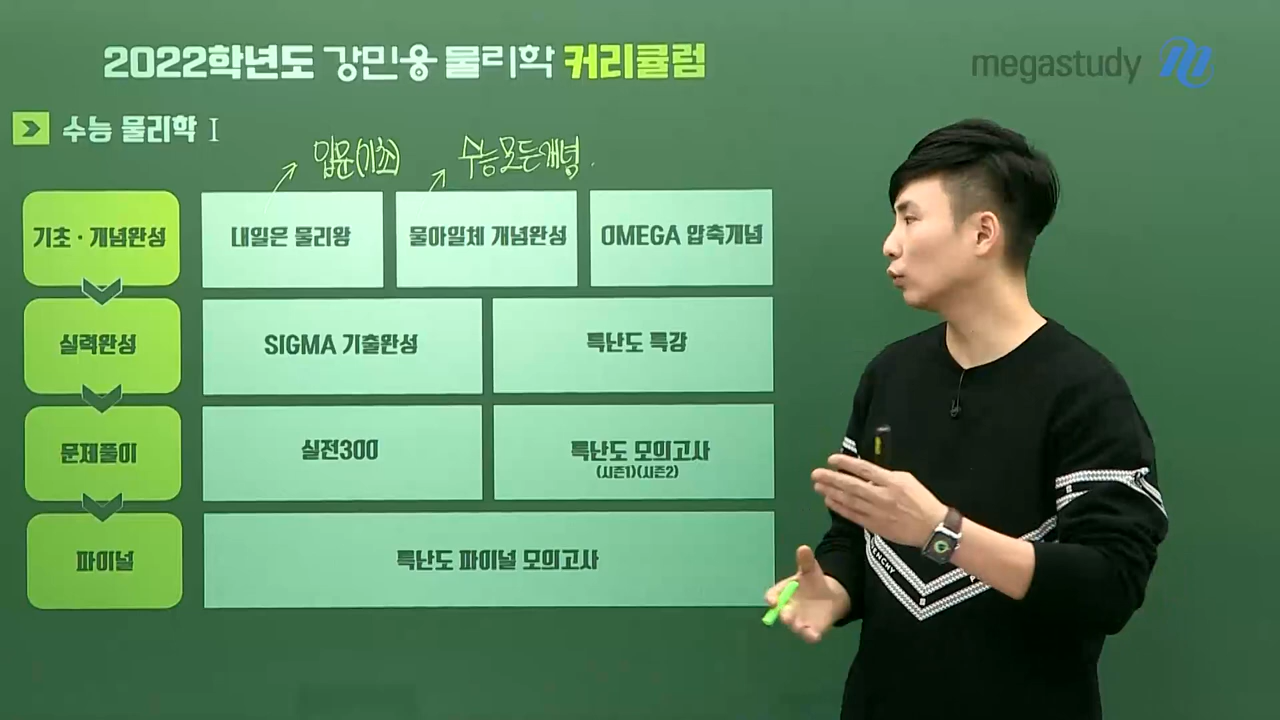 2022학년도 강민웅 물리학 커리큘럼
megastudy
수능 물리학 I
입문(기초)
수능 모든 개념.
기초·개념완성
내일은 물리왕
물아일체 개념완성
OMEGA 압축개념
실력완성
SIGMA 기출완성
특난도 특강
문제풀이
실전300
특난도 모의고사
(시즌1)(시즌2)
파이널
특난도 파이널 모의고사